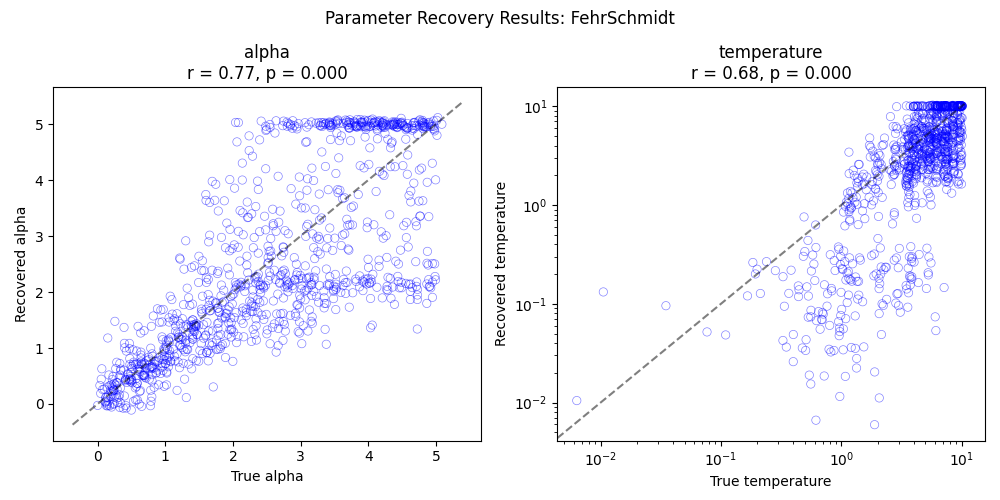 Parameter Recovery Results: FehrSchmidt
alpha
r = 0.77, p = 0.000
temperature
r = 0.68, p = 0.000
5
4
3
2
1
0
Recovered alpha
0
1
2
3
4
5
True alpha
10¹
10⁰
10⁻¹
10⁻²
Recovered temperature
10⁻²
10⁻¹
10⁰
10¹
True temperature